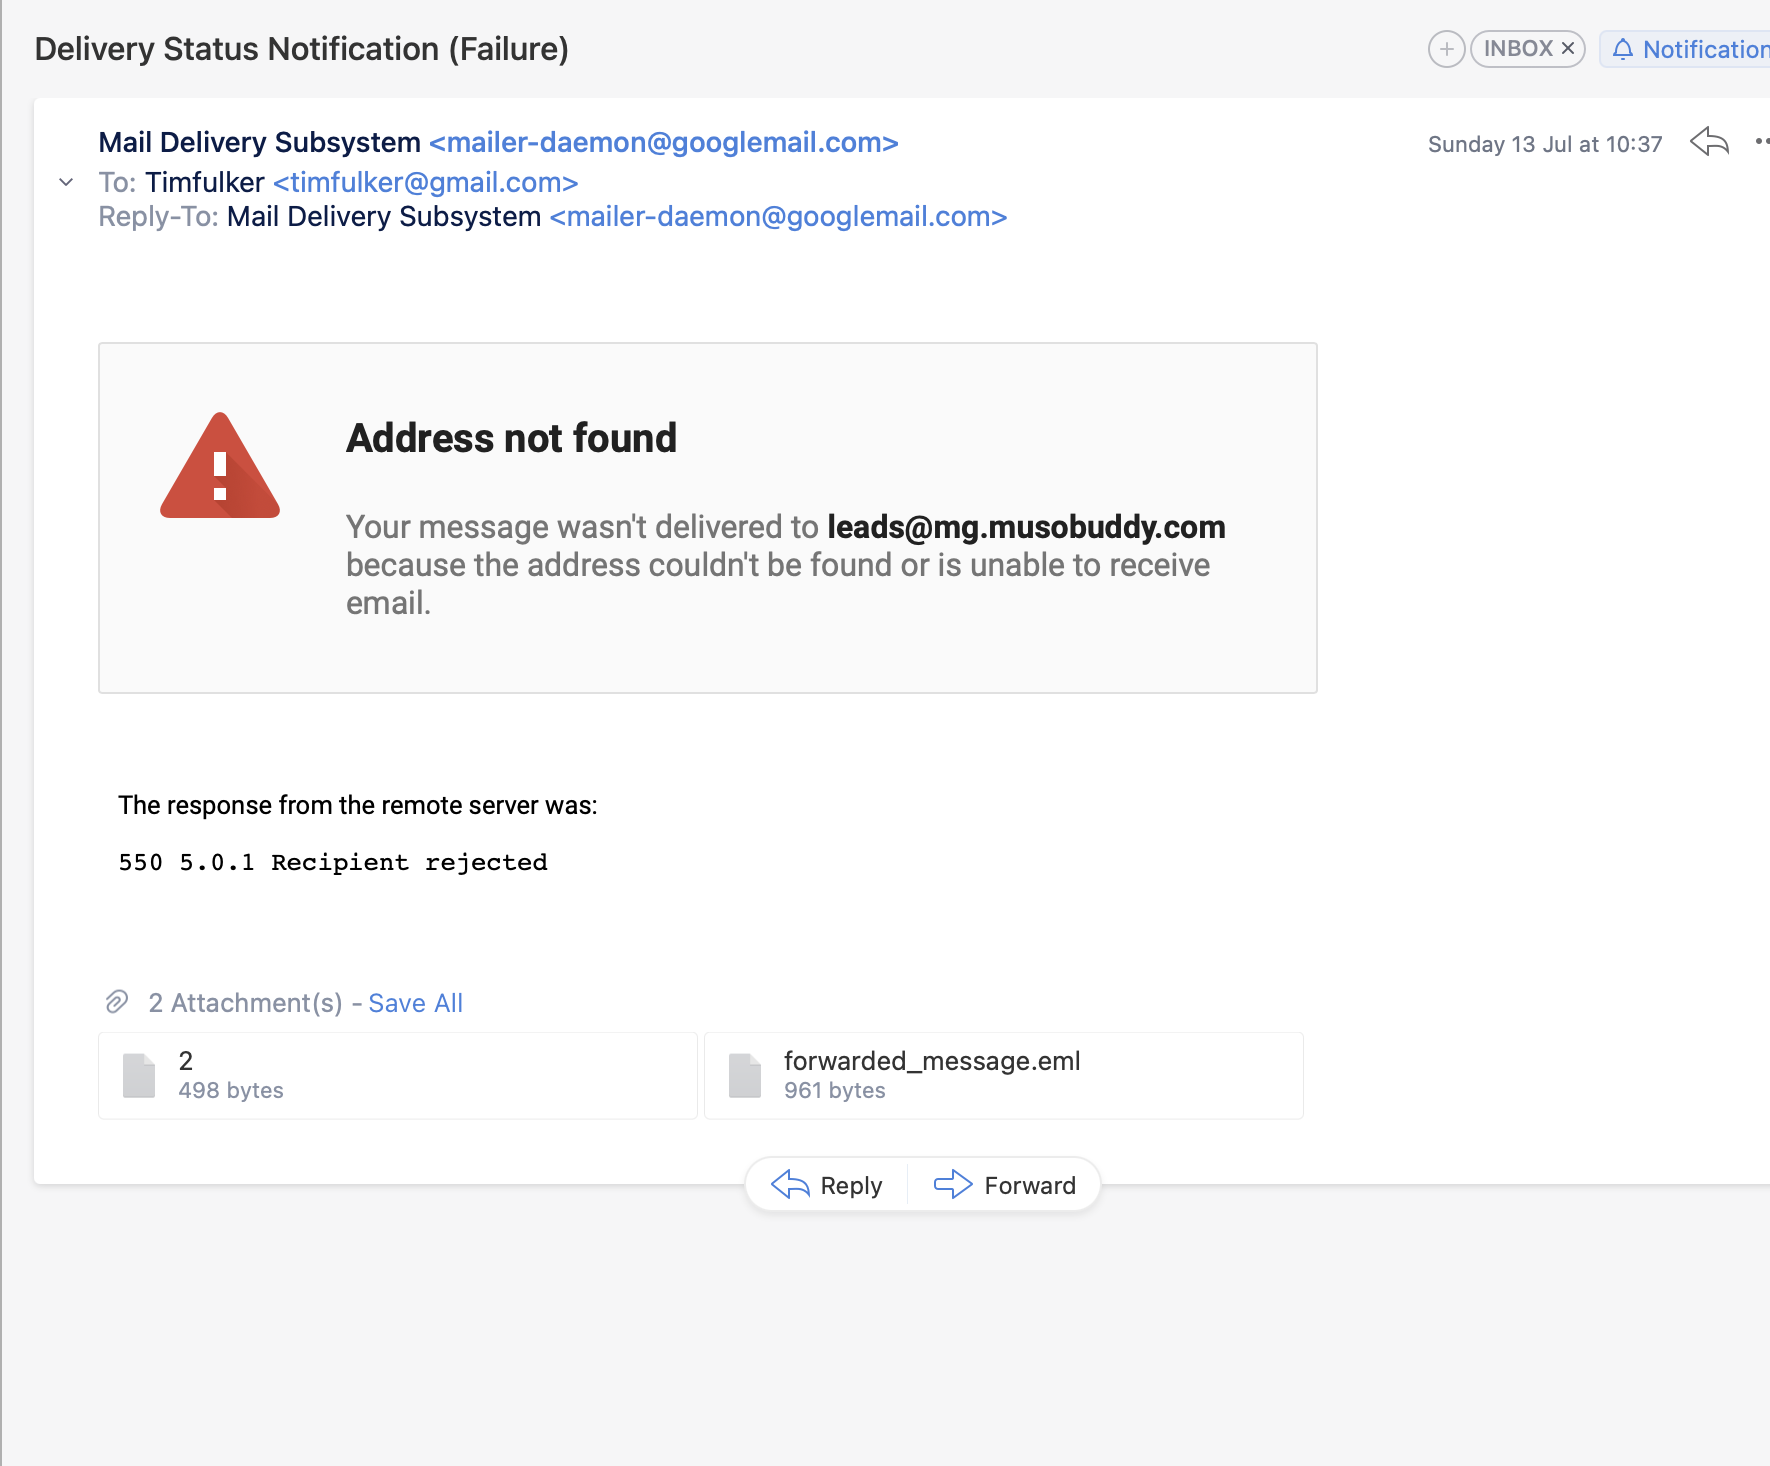 Delivery Status Notification (Failure)
+ INBOX × Notification
Mail Delivery Subsystem <mailer-daemon@googlemail.com>
Sunday 13 Jul at 10:37
To: Timfulker <timfulker@gmail.com>
Reply-To: Mail Delivery Subsystem <mailer-daemon@googlemail.com>
Address not found
Your message wasn't delivered to leads@mg.musobuddy.com
because the address couldn't be found or is unable to receive
email.
The response from the remote server was:
550 5.0.1 Recipient rejected
2 Attachment(s) - Save All
2
498 bytes
forwarded_message.eml
961 bytes
Reply
Forward